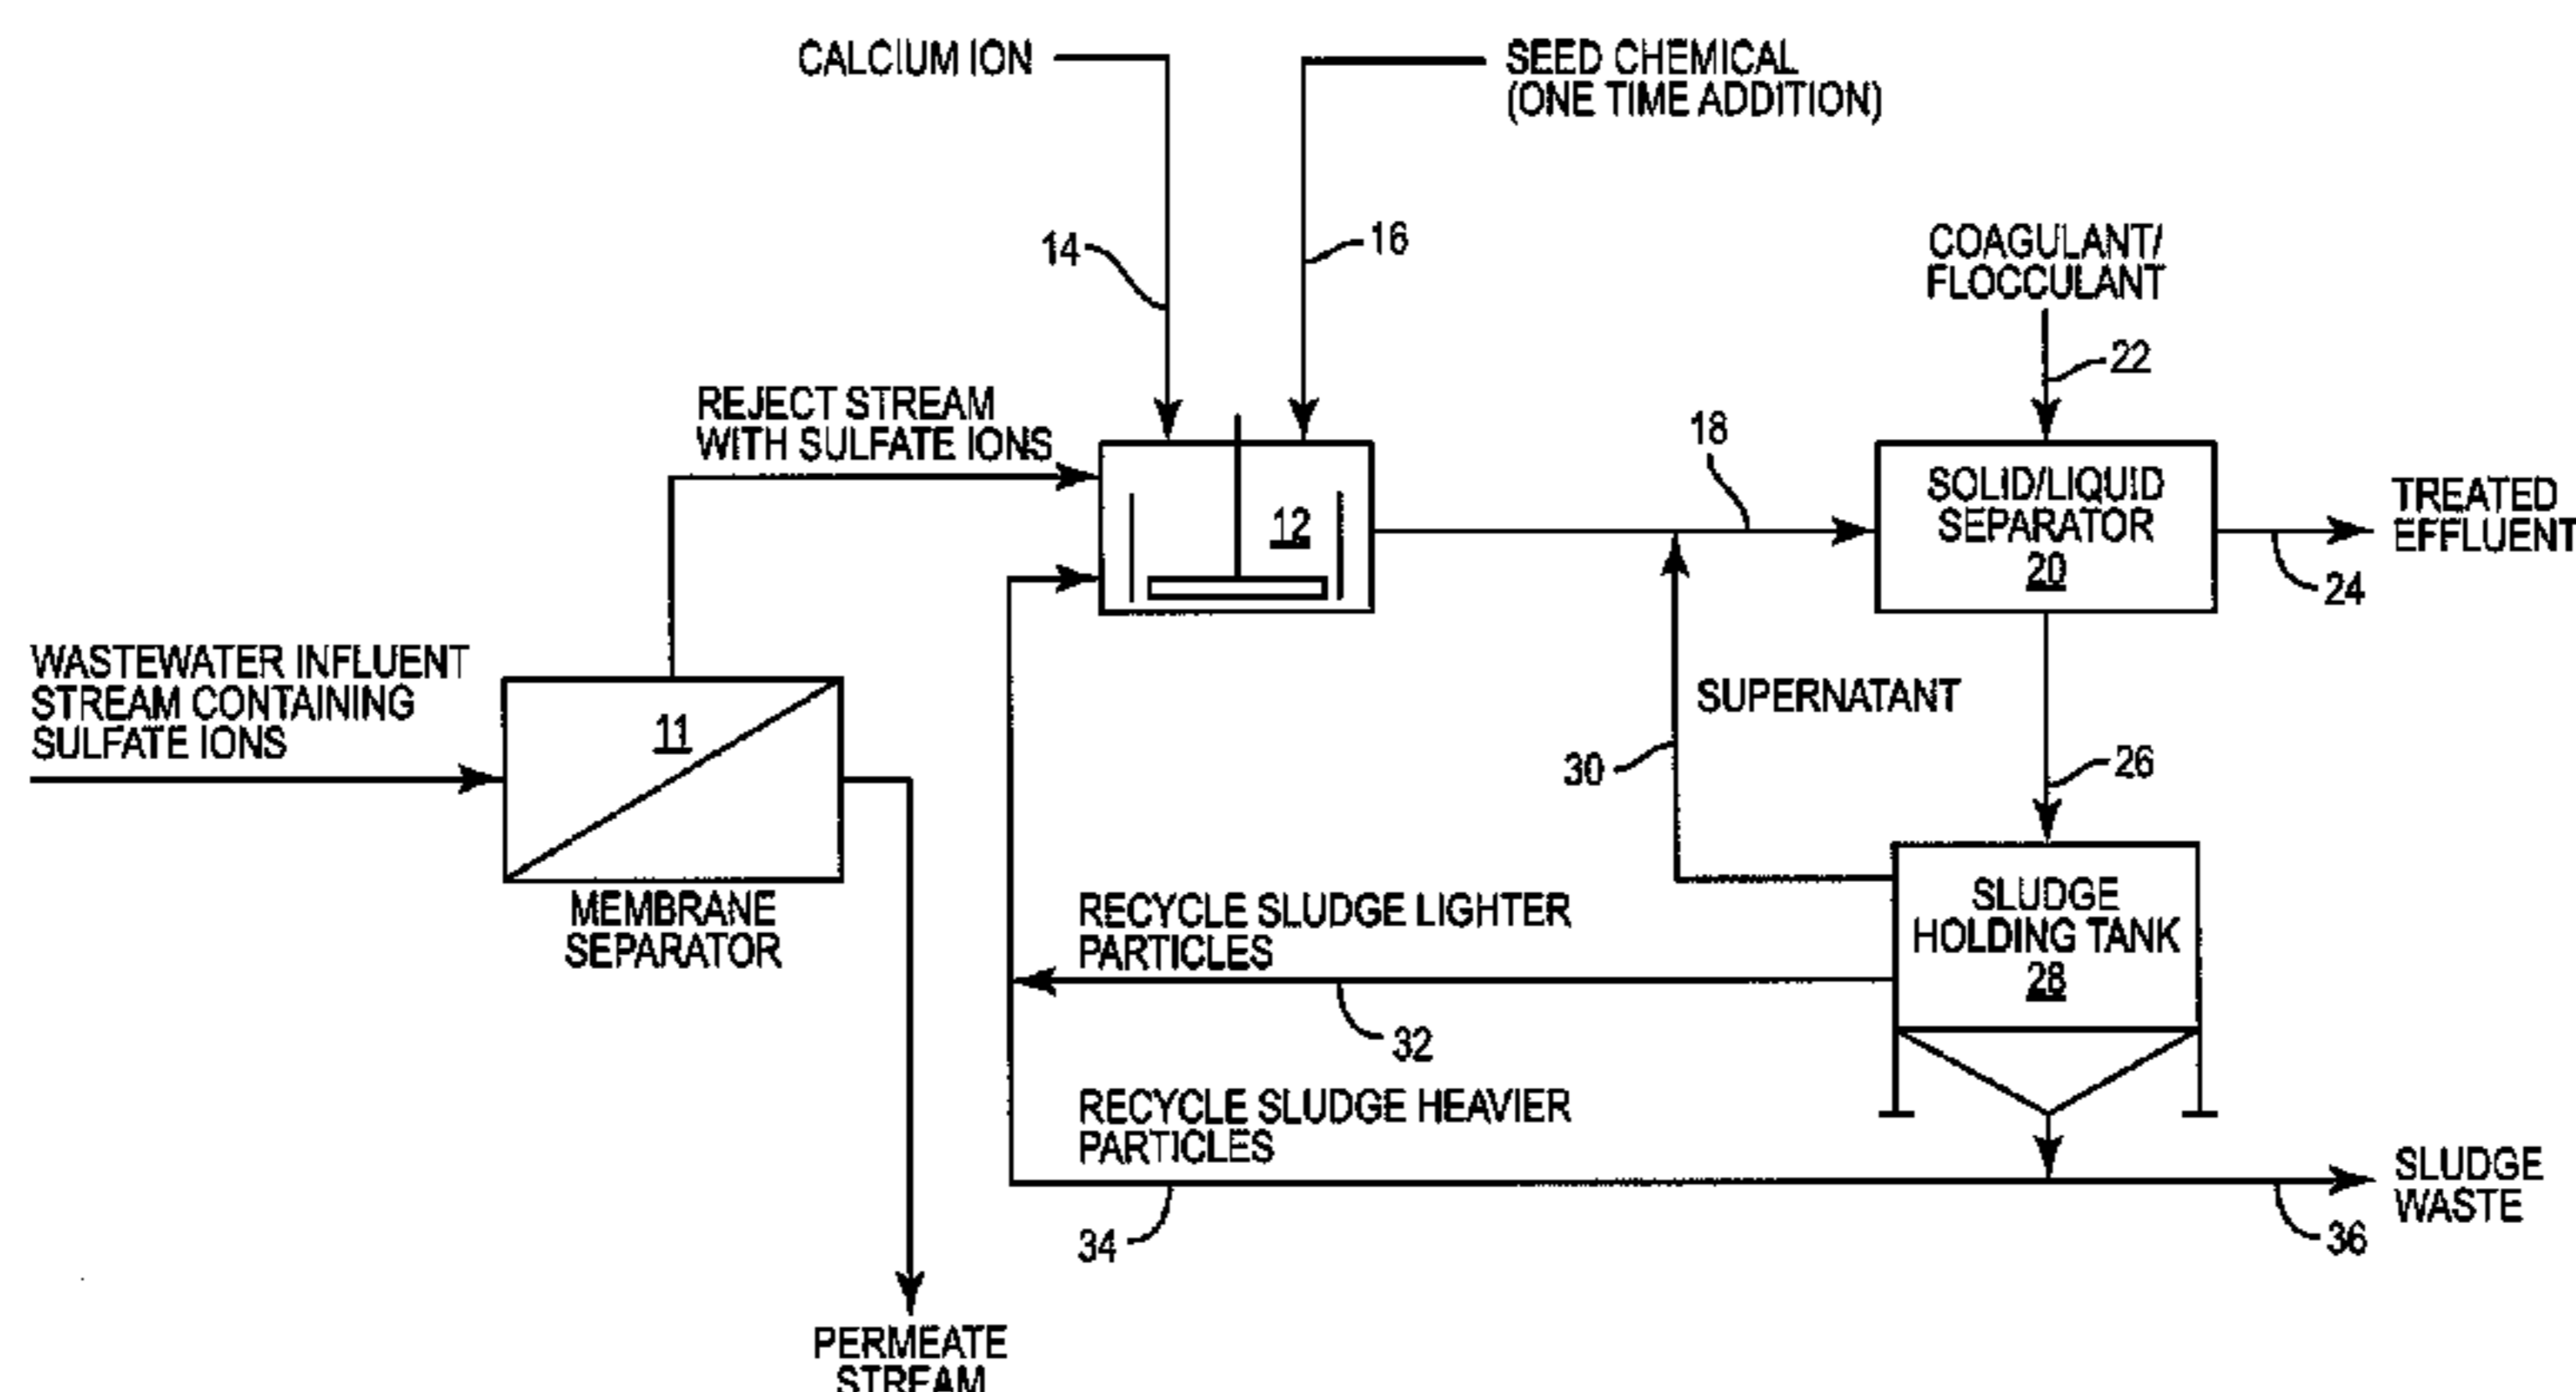 CALCIUM ION
SEED CHEMICAL
(ONE TIME ADDITION)
14
16
COAGULANT/
FLOCCULANT
22
REJECT STREAM
WITH SULFATE IONS
12
18
SOLID/LIQUID
SEPARATOR
20
TREATED
EFFLUENT
24
WASTEWATER INFLUENT
STREAM CONTAINING
SULFATE IONS
11
MEMBRANE
SEPARATOR
SUPERNATANT
30
26
SLUDGE
HOLDING TANK
28
RECYCLE SLUDGE LIGHTER
PARTICLES
32
RECYCLE SLUDGE HEAVIER
PARTICLES
34
SLUDGE
WASTE
36
PERMEATE
STREAM